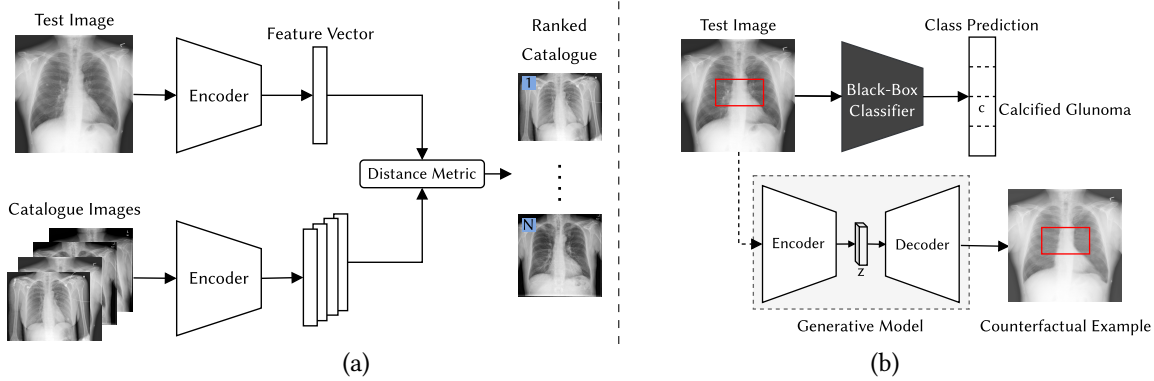 Test Image
Feature Vector
Encoder
Ranked
Catalogue
1
Distance Metric
Catalogue Images
Encoder
N
(a)
Test Image
Class Prediction
Black-Box
Classifier
c
Calcified Glunoma
Encoder
z
Decoder
Generative Model
Counterfactual Example
(b)